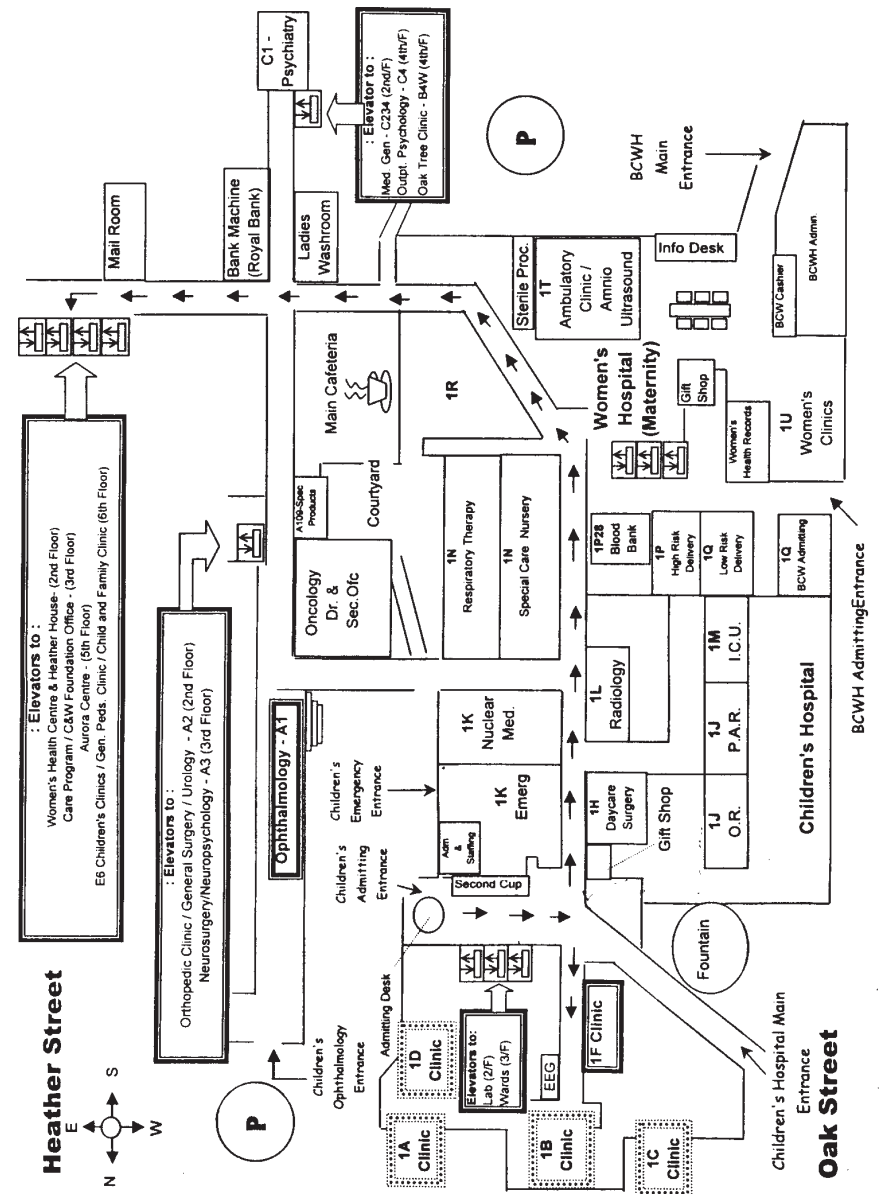 Heather Street
N
E
S
W
: Elevators to :
Women's Health Centre & Heather House- (2nd Floor)
Care Program / C&W Foundation Office - (3rd Floor)
Aurora Centre - (5th Floor)
E6 Children's Clinics / Gen. Peds. Clinic / Child and Family Clinic (6th Floor)
Mail Room
: Elevators to :
Orthopedic Clinic / General Surgery / Urology - A2 (2nd Floor)
Neurosurgery/Neuropsychology - A3 (3rd Floor)
Bank Machine
(Royal Bank)
C1 -
Psychiatry
: Elevator to :
Med. Gen - C234 (2nd/F)
Outpt. Psychology - C4 (4th/F)
Oak Tree Clinic - B4W (4th/F)
Ladies
Washroom
P
Children's
Ophthalmology
Entrance
Ophthalmology - A1
Oncology
Dr. &
Sec.Ofc
A109-Spec
Products
Courtyard
Main Cafeteria
1R
P
Admitting Desk
Children's
Admitting
Entrance
Children's
Emergency
Entrance
1A
Clinic
1D
Clinic
Elevators to:
Lab (2/F)
Wards (3/F)
Second Cup
Adm
&
Staffing
1K
Emerg
1K
Nuclear
Med.
1N
Respiratory Therapy
1N
Special Care Nursery
Sterile Proc.
1T
Ambulatory
Clinic /
Amnio
Ultrasound
1B
Clinic
EEG
1F Clinic
1C
Clinic
1H
Daycare
Surgery
Gift Shop
1L
Radiology
1P28
Blood
Bank
1P
High Risk
Delivery
1Q
Low Risk
Delivery
1Q
BCW Admitting
Women's
Hospital
(Maternity)
Gift
Shop
Women's
Health Records
1U
Women's
Clinics
Info Desk
BCWH
Main
Entrance
BCW Cashier
BCWH Admin.
1J
O.R.
1J
P.A.R.
1M
I.C.U.
Fountain
Children's Hospital
BCWH AdmittingEntrance
Children's Hospital Main
Entrance
Oak Street